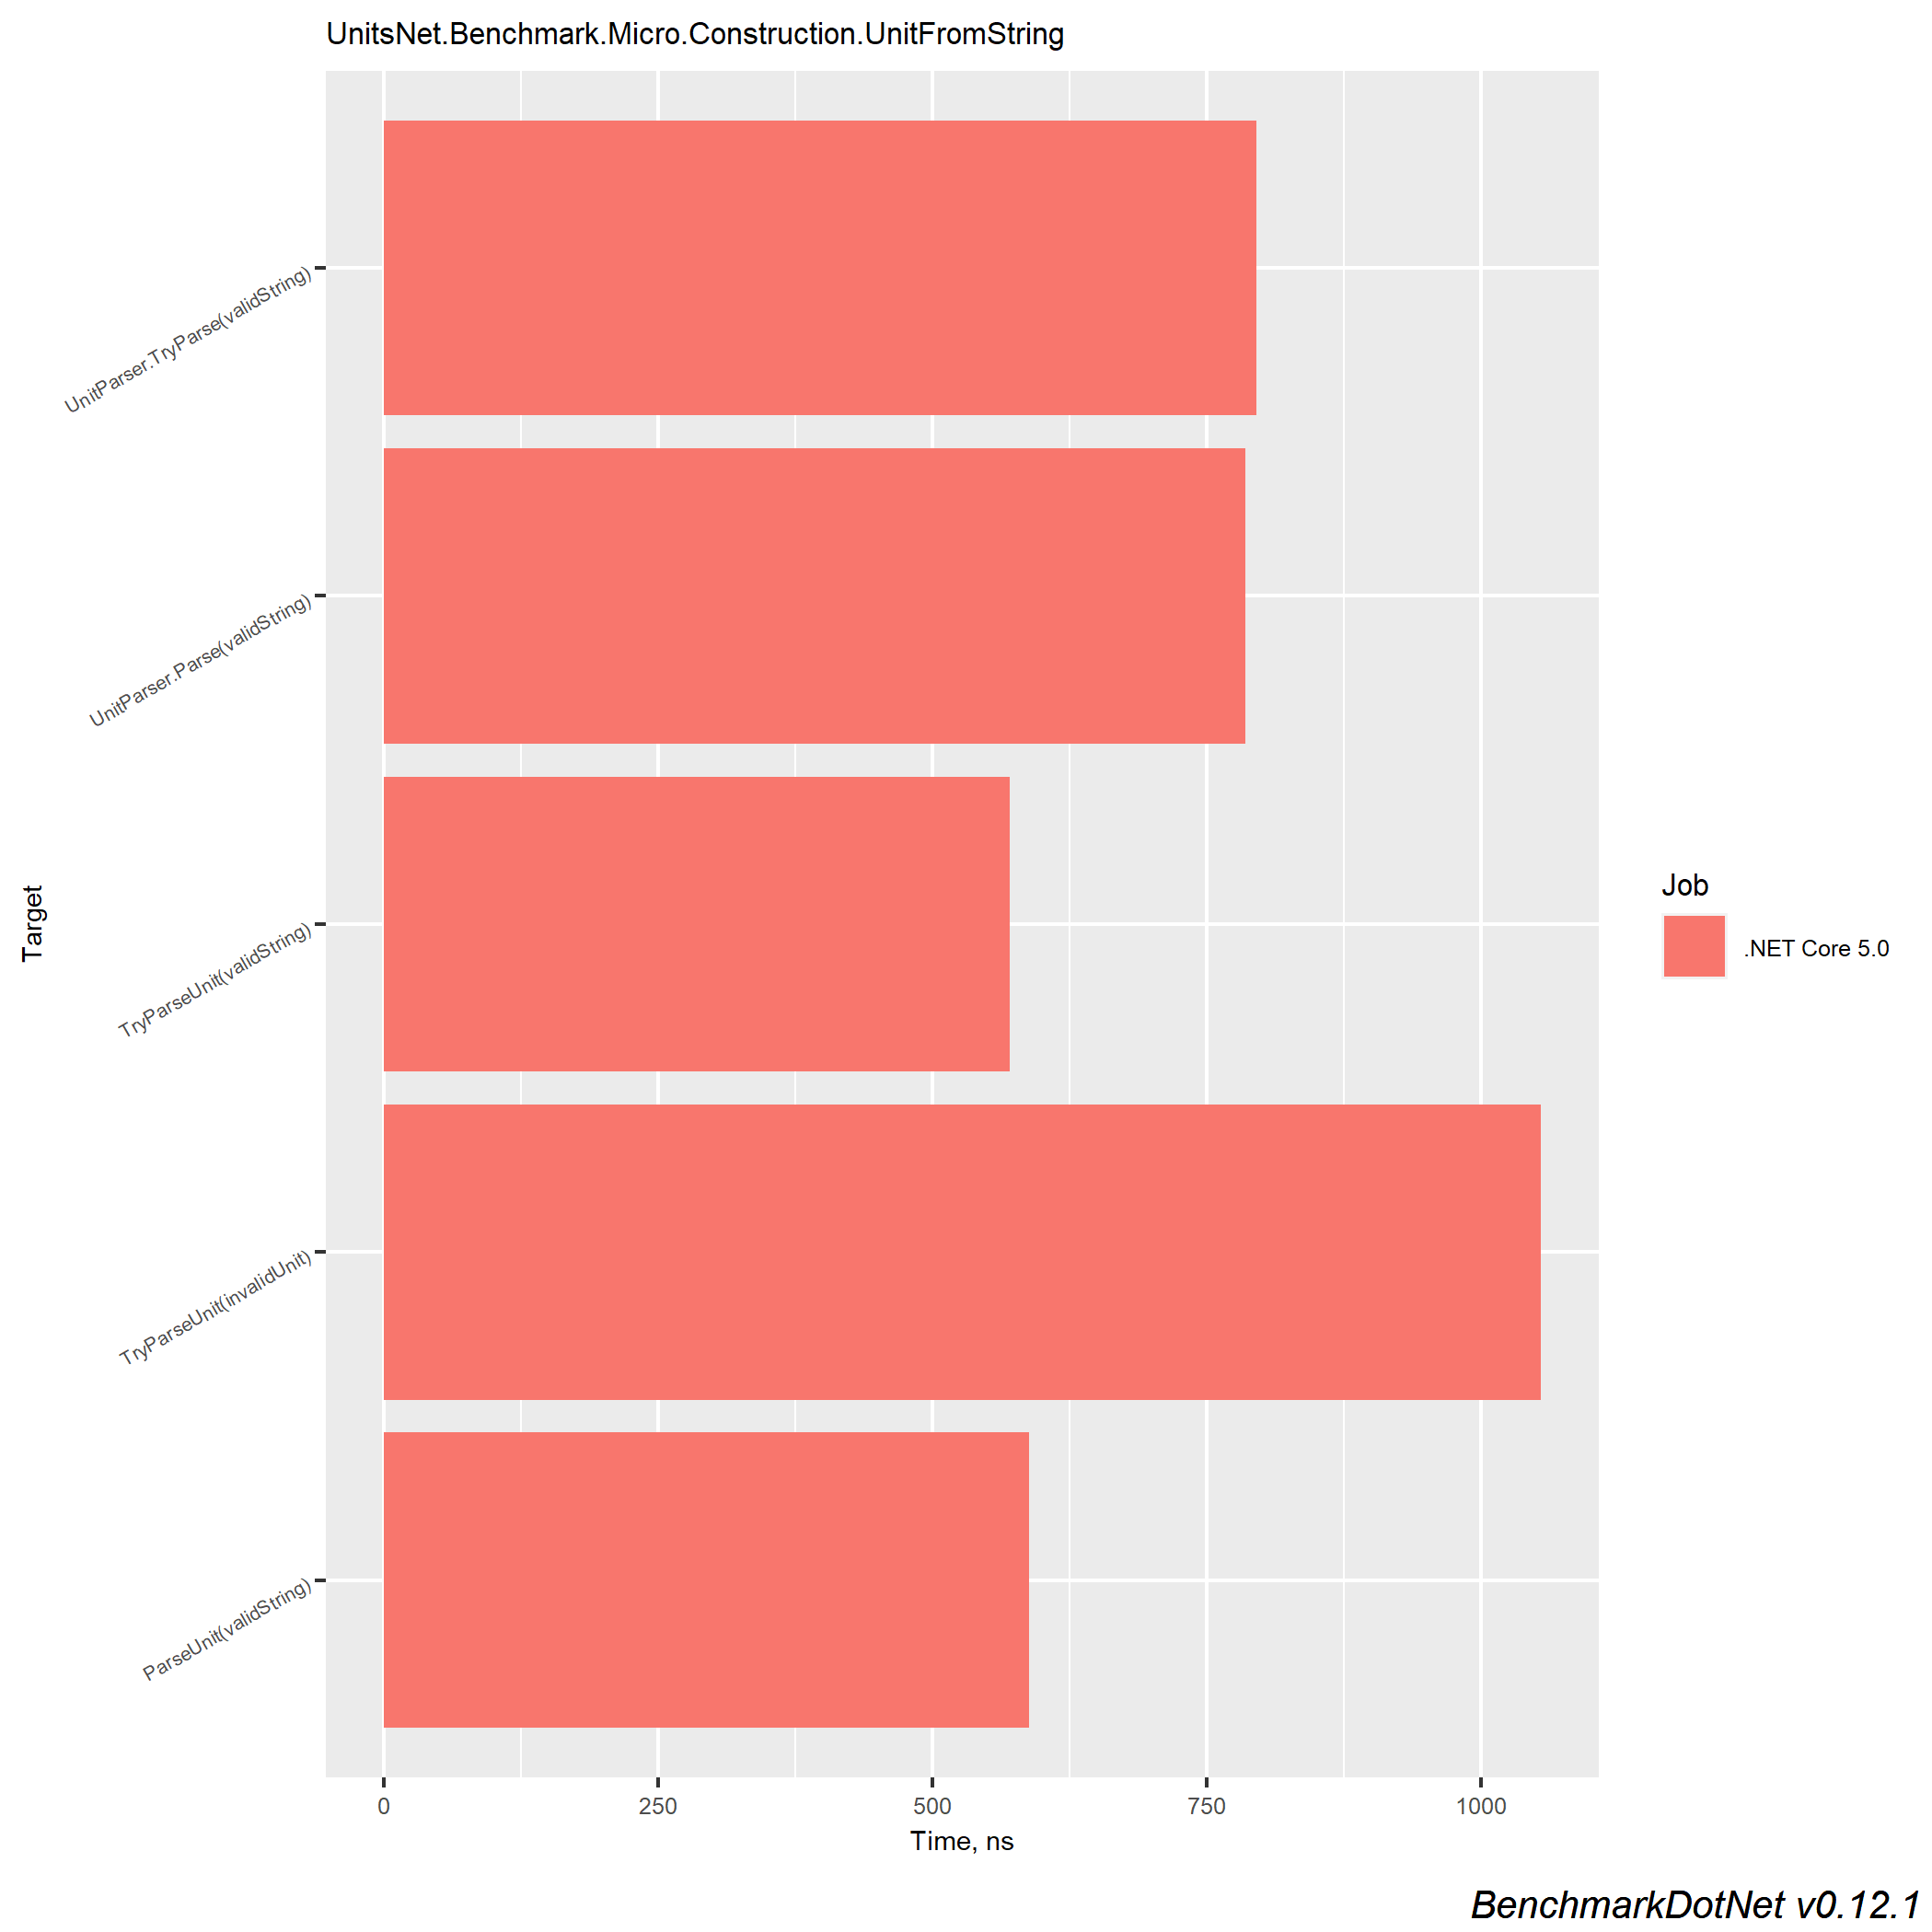 UnitsNet.Benchmark.Micro.Construction.UnitFromString
UnitParser.TryParse(validString)
UnitParser.Parse(validString)
TryParseUnit(validString)
TryParseUnit(invalidUnit)
ParseUnit(validString)
Target
0 250 500 750 1000
Time, ns
Job
.NET Core 5.0
BenchmarkDotNet v0.12.1